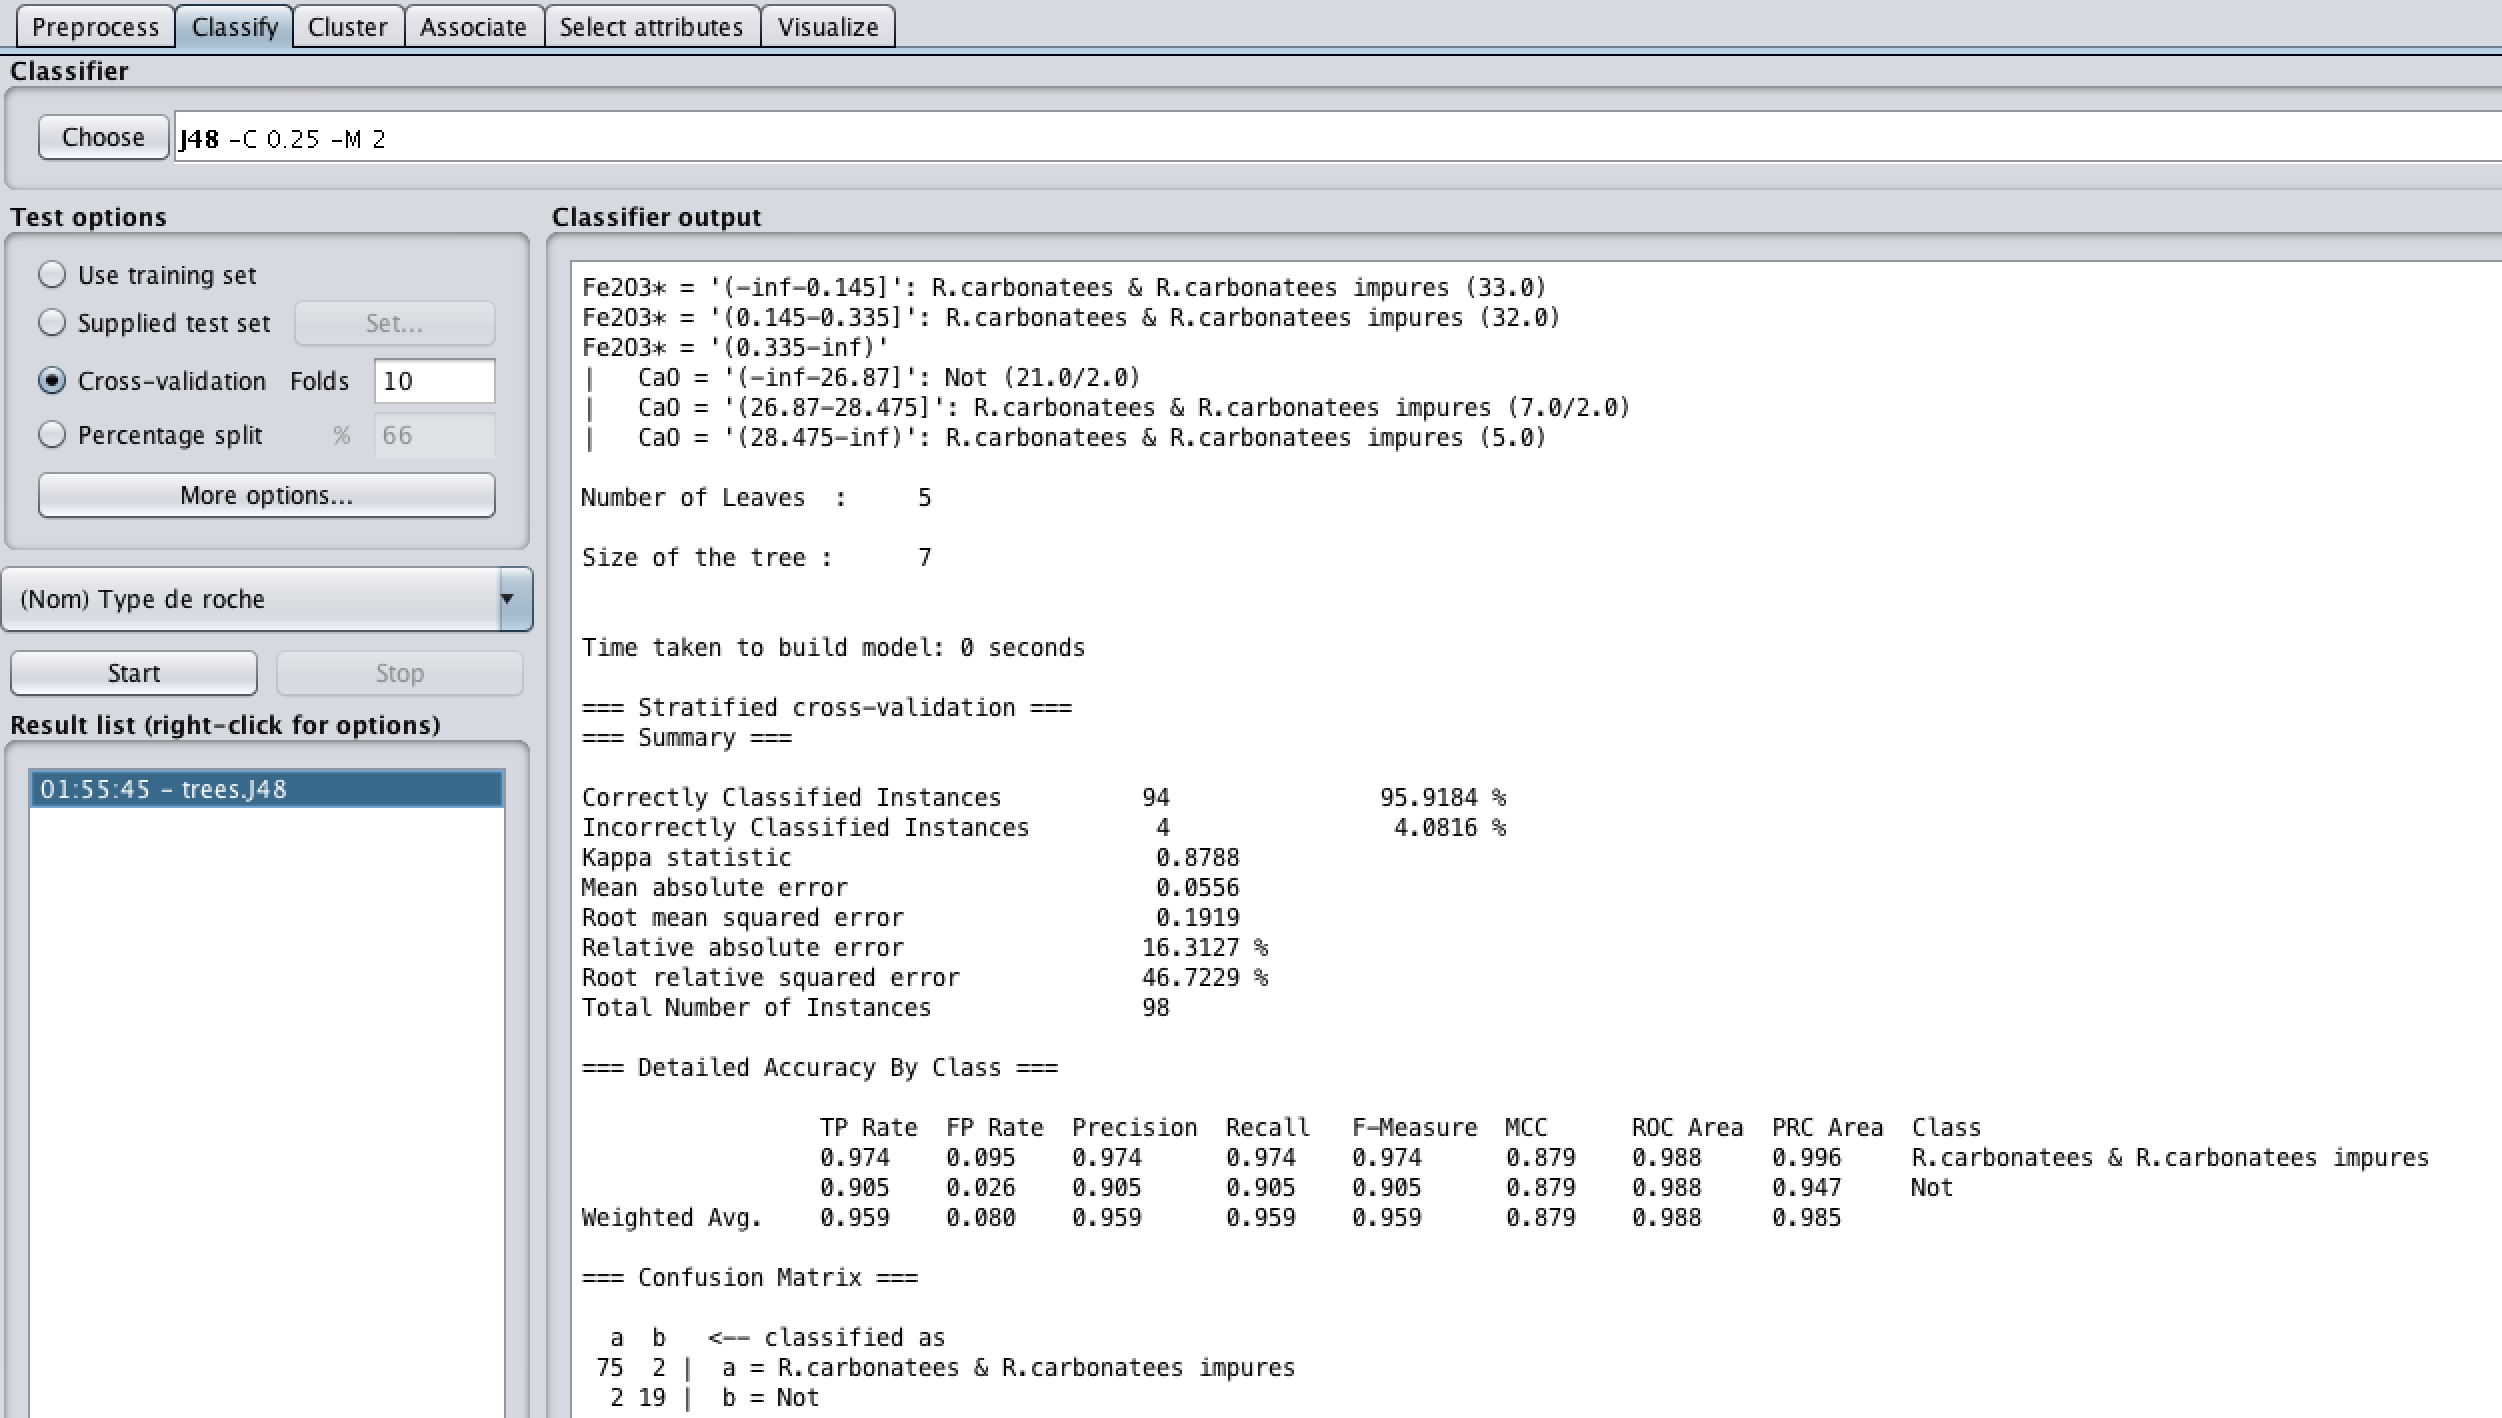 Preprocess Classify Cluster Associate Select attributes Visualize
Classifier
Choose J48 -C 0.25 -M 2
Test options
Use training set
Supplied test set Set...
Cross-validation Folds 10
Percentage split % 66
More options...
(Nom) Type de roche
Start Stop
Result list (right-click for options)
01:55:45 - trees.J48
Classifier output
Fe2O3* = '(-inf-0.145]': R.carbonatees & R.carbonatees impures (33.0)
Fe2O3* = '(0.145-0.335]': R.carbonatees & R.carbonatees impures (32.0)
Fe2O3* = '(0.335-inf)'
|   CaO = '(-inf-26.87]': Not (21.0/2.0)
|   CaO = '(26.87-28.475]': R.carbonatees & R.carbonatees impures (7.0/2.0)
|   CaO = '(28.475-inf)': R.carbonatees & R.carbonatees impures (5.0)
Number of Leaves  :     5
Size of the tree :      7
Time taken to build model: 0 seconds
=== Stratified cross-validation ===
=== Summary ===
Correctly Classified Instances          94               95.9184 %
Incorrectly Classified Instances         4                4.0816 %
Kappa statistic                          0.8788
Mean absolute error                      0.0556
Root mean squared error                  0.1919
Relative absolute error                 16.3127 %
Root relative squared error             46.7229 %
Total Number of Instances               98
=== Detailed Accuracy By Class ===
TP Rate  FP Rate  Precision  Recall   F-Measure  MCC      ROC Area  PRC Area  Class
0.974    0.095    0.974      0.974    0.974      0.879    0.988     0.996     R.carbonatees & R.carbonatees impures
0.905    0.026    0.905      0.905    0.905      0.879    0.988     0.947     Not
Weighted Avg.    0.959    0.080    0.959      0.959    0.959      0.879    0.988     0.985
=== Confusion Matrix ===
a  b   <-- classified as
75  2 |  a = R.carbonatees & R.carbonatees impures
2 19 |  b = Not